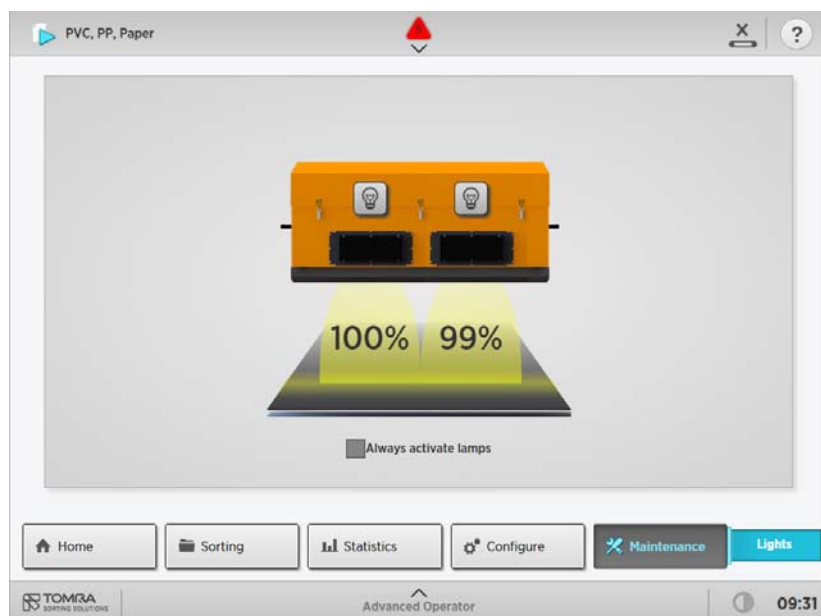 PVC, PP, Paper
?
100% 99%
Always activate lamps
Home
Sorting
Statistics
Configure
Maintenance
Lights
TOMRA
SORTING SOLUTIONS
Advanced Operator
09:31